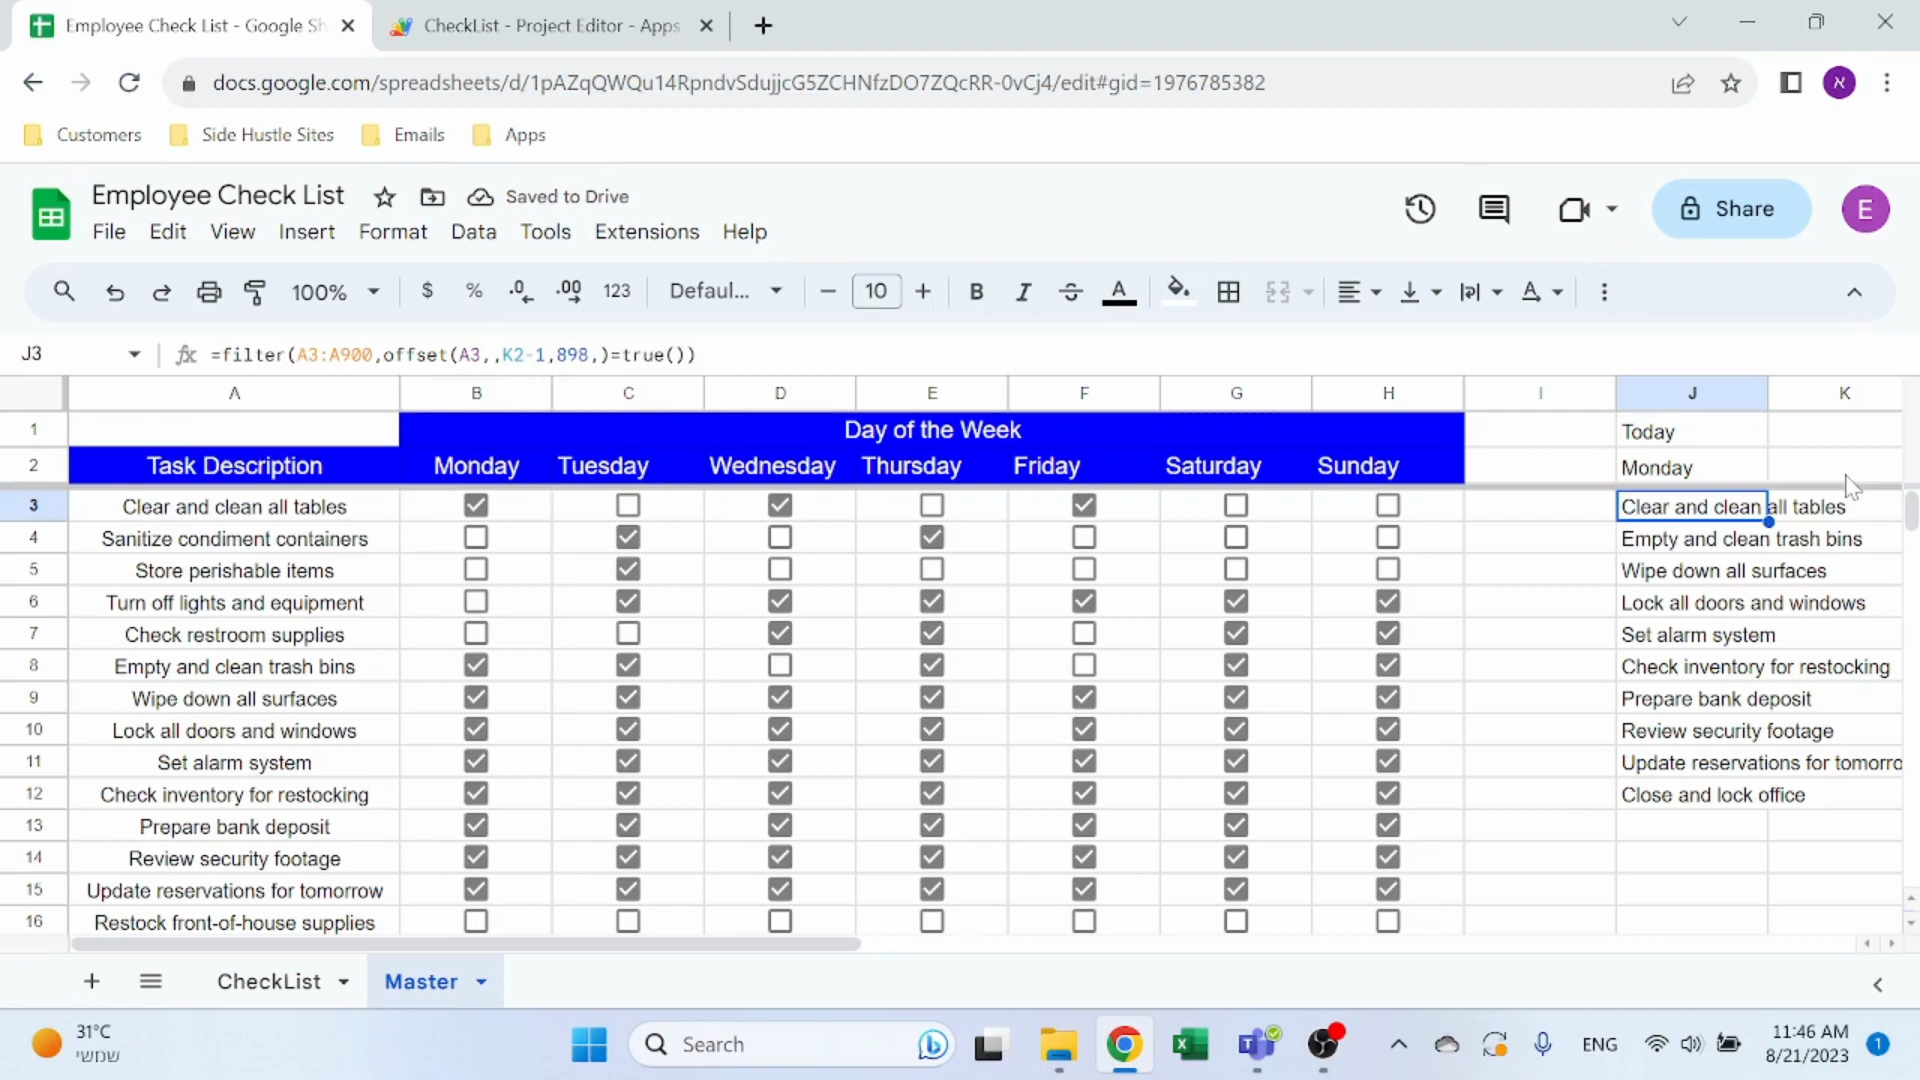 Employee Check List - Google Sh
CheckList - Project Editor - Apps
docs.google.com/spreadsheets/d/1pAZqQWQu14RpndvSdujjcG5ZCHNfzDO7ZQcRR-0vCj4/edit#gid=1976785382
א
Customers Side Hustle Sites Emails Apps
Employee Check List Saved to Drive
Share E
File Edit View Insert Format Data Tools Extensions Help
100% $ % .0 .00 123 Defaul... 10 B I A
J3 fx =filter(A3:A900,offset(A3,,K2-1,898,)=true())
A B C D E F G H I J K
1 Day of the Week Today
2 Task Description Monday Tuesday Wednesday Thursday Friday Saturday Sunday Monday
3 Clear and clean all tables Clear and clean all tables
4 Sanitize condiment containers Empty and clean trash bins
5 Store perishable items Wipe down all surfaces
6 Turn off lights and equipment Lock all doors and windows
7 Check restroom supplies Set alarm system
8 Empty and clean trash bins Check inventory for restocking
9 Wipe down all surfaces Prepare bank deposit
10 Lock all doors and windows Review security footage
11 Set alarm system Update reservations for tomorro
12 Check inventory for restocking Close and lock office
13 Prepare bank deposit
14 Review security footage
15 Update reservations for tomorrow
16 Restock front-of-house supplies
CheckList Master
31°C
שמשי
Search
ENG
11:46 AM
8/21/2023
1